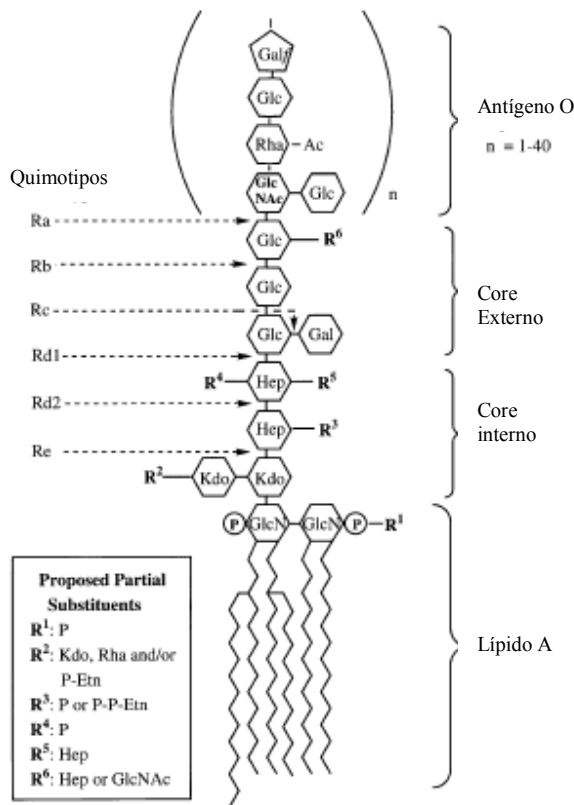 Galf
Glc
Rha – Ac
Glc
NAc
Glc
n
Antígeno O
n = 1-40
Quimotipos
Ra
Glc
R⁶
Rb
Glc
Rc
Glc
Gal
Core
Externo
Rd1
R⁴
Hep
R⁵
Rd2
Hep
R³
Core
interno
Re
R²
Kdo
Kdo
P
GlcN
GlcN
P
R¹
Lípido A
Proposed Partial
Substituents
R¹: P
R²: Kdo, Rha and/or
P-Etn
R³: P or P-P-Etn
R⁴: P
R⁵: Hep
R⁶: Hep or GlcNAc